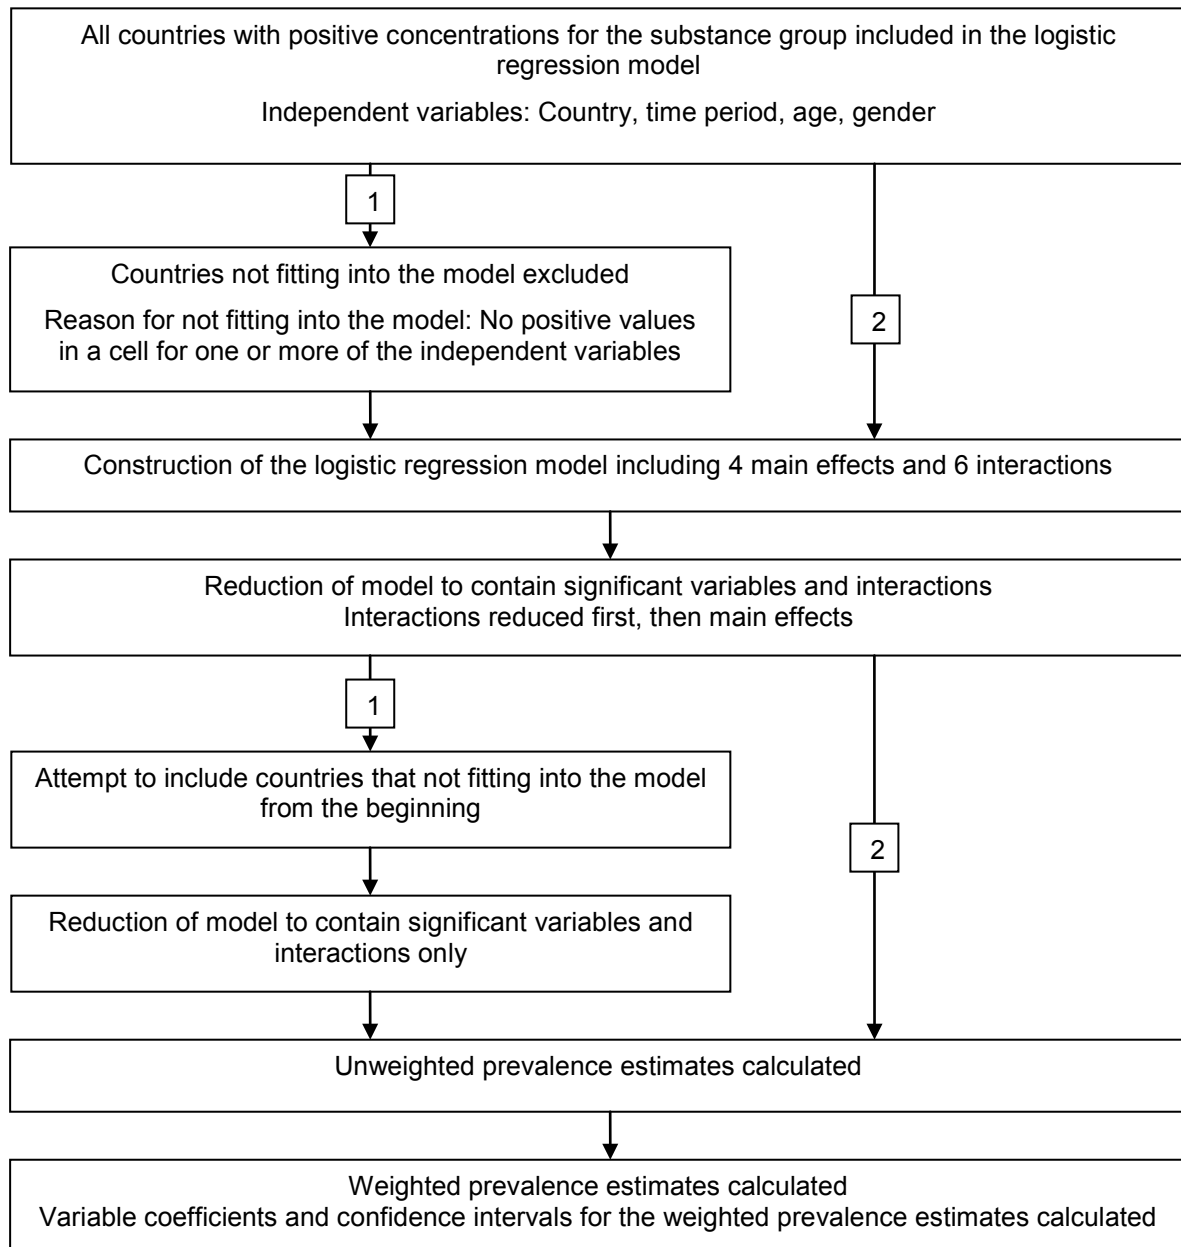 All countries with positive concentrations for the substance group included in the logistic
regression model
Independent variables: Country, time period, age, gender
1
Countries not fitting into the model excluded
Reason for not fitting into the model: No positive values
in a cell for one or more of the independent variables
2
Construction of the logistic regression model including 4 main effects and 6 interactions
Reduction of model to contain significant variables and interactions
Interactions reduced first, then main effects
1
Attempt to include countries that not fitting into the model
from the beginning
2
Reduction of model to contain significant variables and
interactions only
Unweighted prevalence estimates calculated
Weighted prevalence estimates calculated
Variable coefficients and confidence intervals for the weighted prevalence estimates calculated